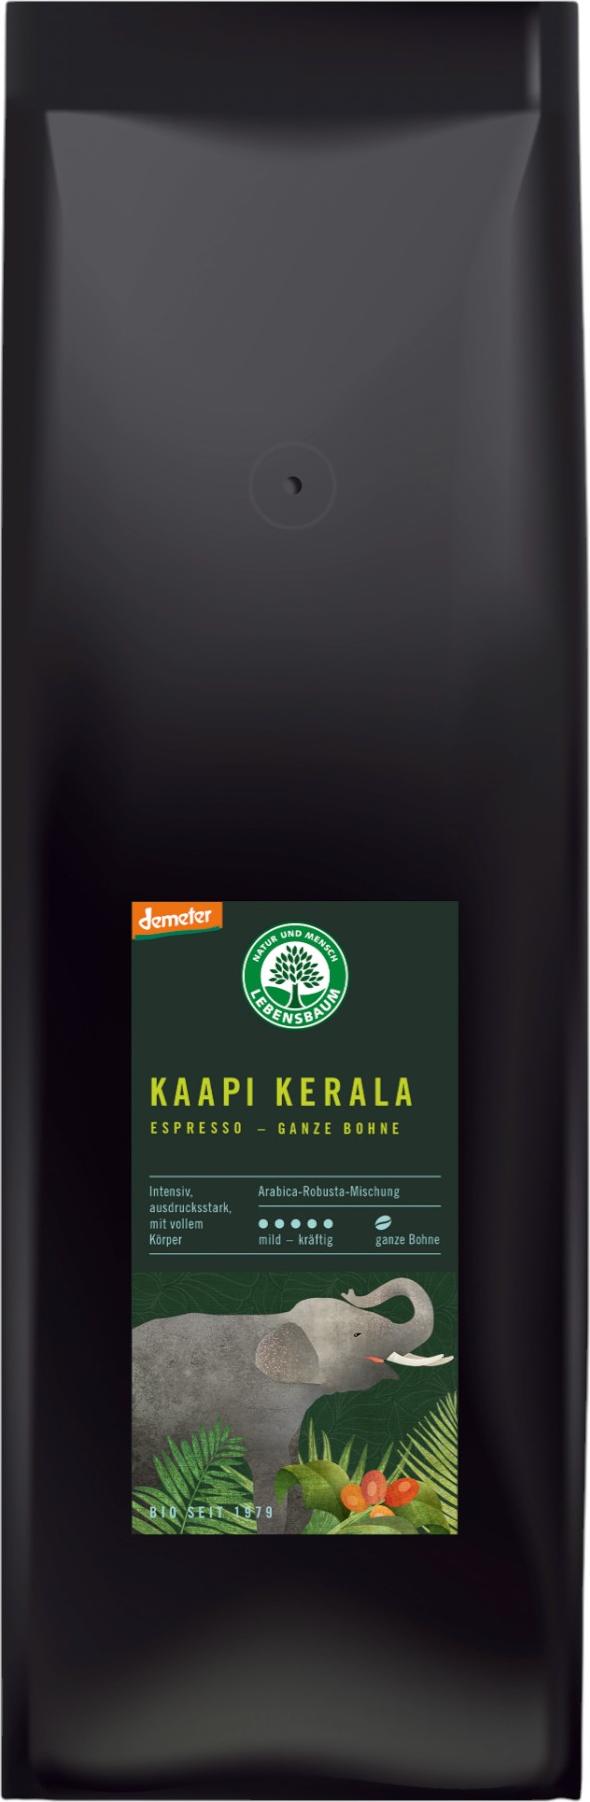 demeter
NATUR UND MENSCH
LEBENSBAUM
KAAPI KERALA
ESPRESSO – GANZE BOHNE
Intensiv,
ausdrucksstark,
mit vollem
Körper
Arabica-Robusta-Mischung
mild – kräftig
ganze Bohne
BIO SEIT 1979